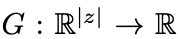 G : ℝ^{|z|} → ℝ